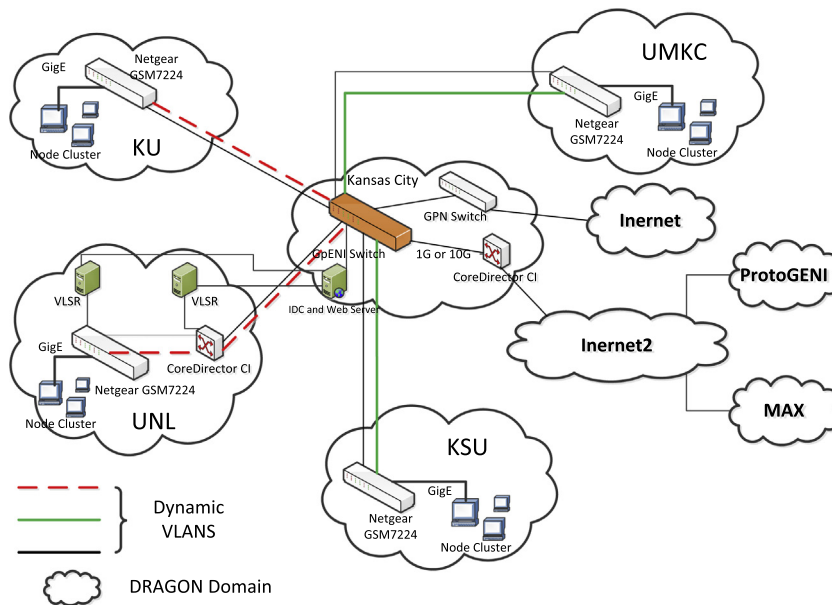 Netgear
GSM7224
GigE
Node Cluster
KU
UMKC
GigE
Netgear
GSM7224
Node Cluster
Kansas City
GPN Switch
GpENI Switch
1G or 10G
CoreDirector CI
IDC and Web Server
Inernet
ProtoGENI
Inernet2
MAX
VLSR
VLSR
GigE
CoreDirector CI
Netgear GSM7224
Node Cluster
UNL
KSU
GigE
Netgear
GSM7224
Node Cluster
Dynamic
VLANS
DRAGON Domain